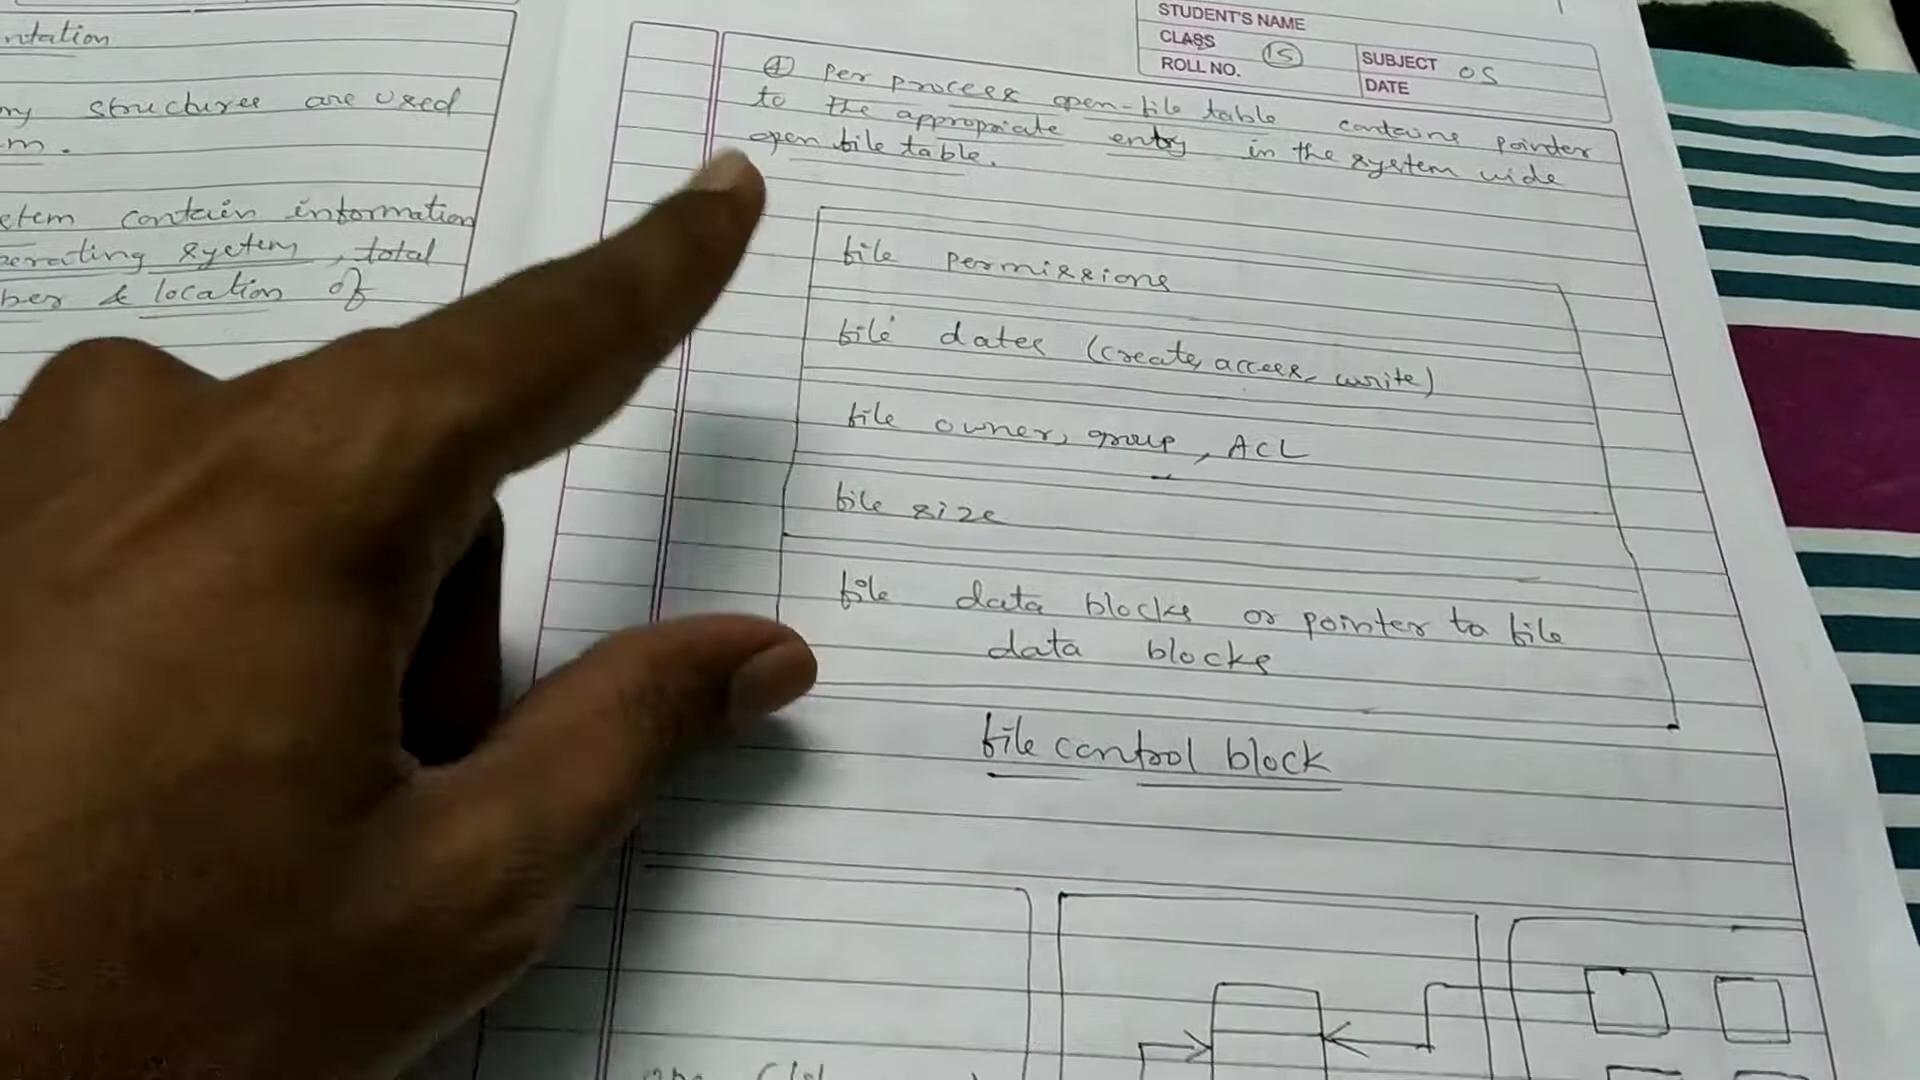 ntation
ny structures are used
m.
stem contain information
perating system, total
ber & location of
STUDENT'S NAME
CLASS 15
ROLL NO.
SUBJECT OS
DATE
④ Per process open-file table contains pointer
to the appropriate entry in the system wide
open file table.
file permissions
file dates (create, access, write)
file owner, group, ACL
file size
file data blocks or pointer to file
data blocks
file control block